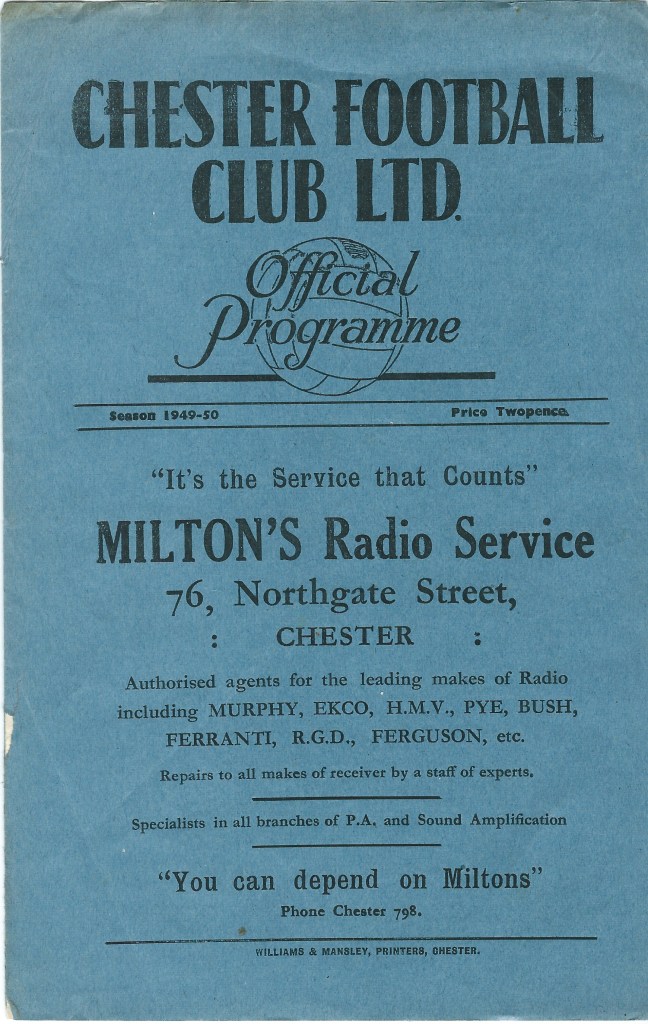 CHESTER FOOTBALL
CLUB LTD.
Official
Programme
Season 1949-50 Price Twopence.
"It's the Service that Counts"
MILTON'S Radio Service
76, Northgate Street,
: CHESTER :
Authorised agents for the leading makes of Radio
including MURPHY, EKCO, H.M.V., PYE, BUSH,
FERRANTI, R.G.D., FERGUSON, etc.
Repairs to all makes of receiver by a staff of experts.
Specialists in all branches of P.A. and Sound Amplification
"You can depend on Miltons"
Phone Chester 798.
WILLIAMS & MANSLEY, PRINTERS, CHESTER.